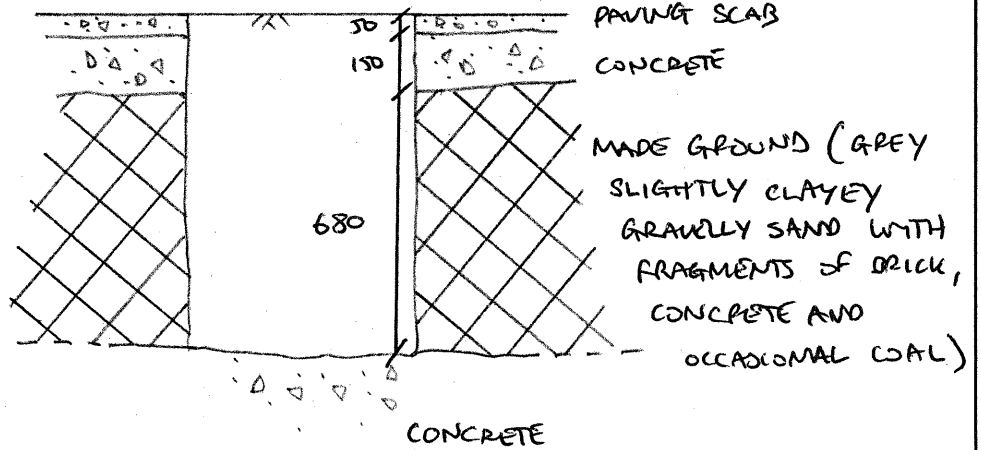 50
PAVING SLAB
150
CONCRETE
MADE GROUND (GREY
SLIGHTLY CLAYEY
680
GRAVELLY SAND WITH
FRAGMENTS OF BRICK,
CONCRETE AND
OCCASIONAL COAL)
CONCRETE